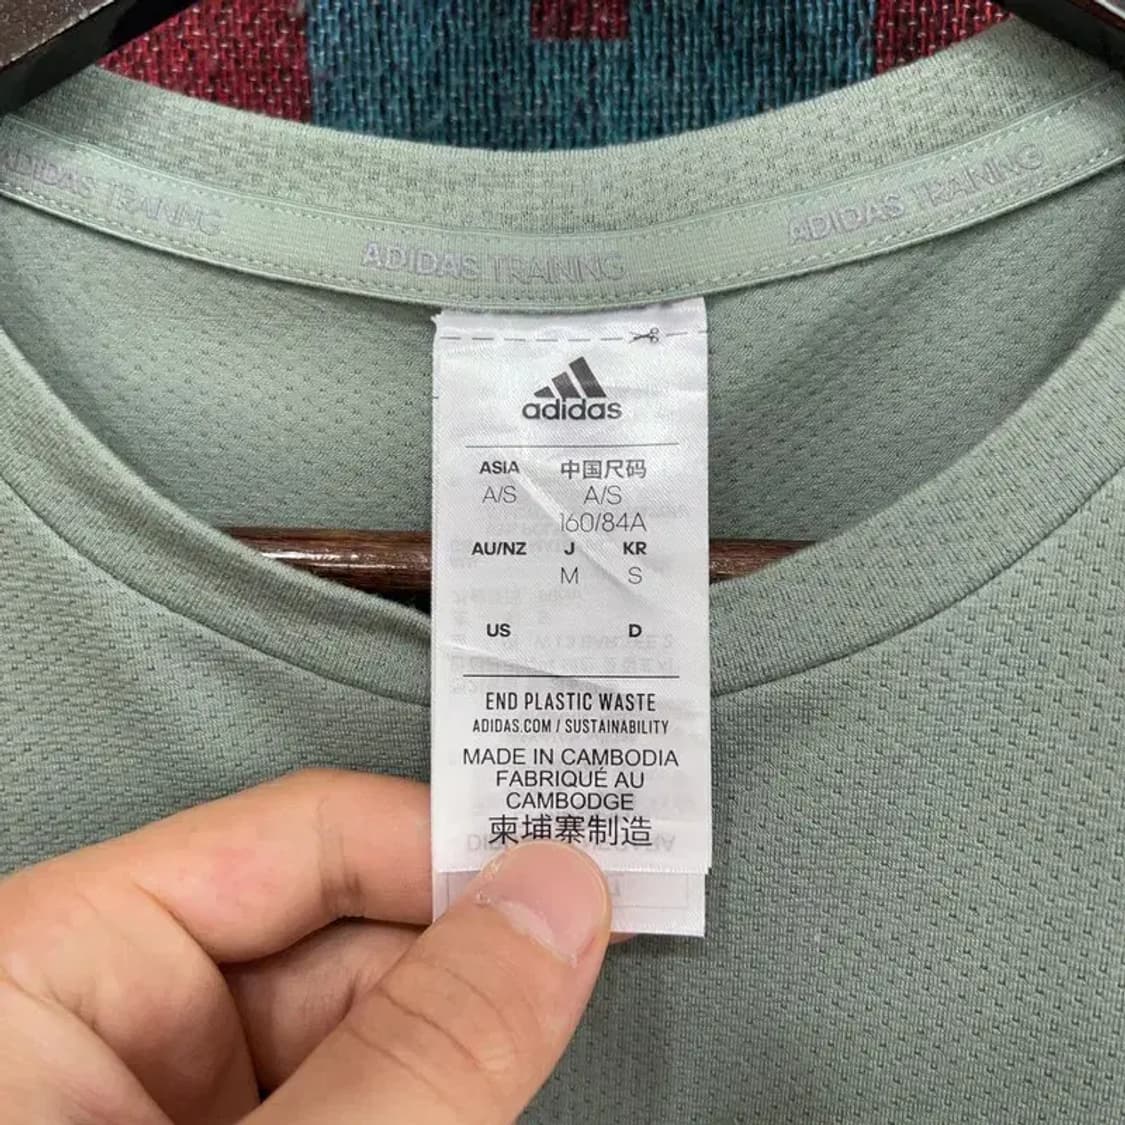 ADIDAS TRAINING
ADIDAS TRAINING
ADIDAS TRAINING
adidas
ASIA 中国尺码
A/S A/S
160/84A
AU/NZ J KR
M S
US D
END PLASTIC WASTE
ADIDAS.COM / SUSTAINABILITY
MADE IN CAMBODIA
FABRIQUÉ AU
CAMBODGE
柬埔寨制造